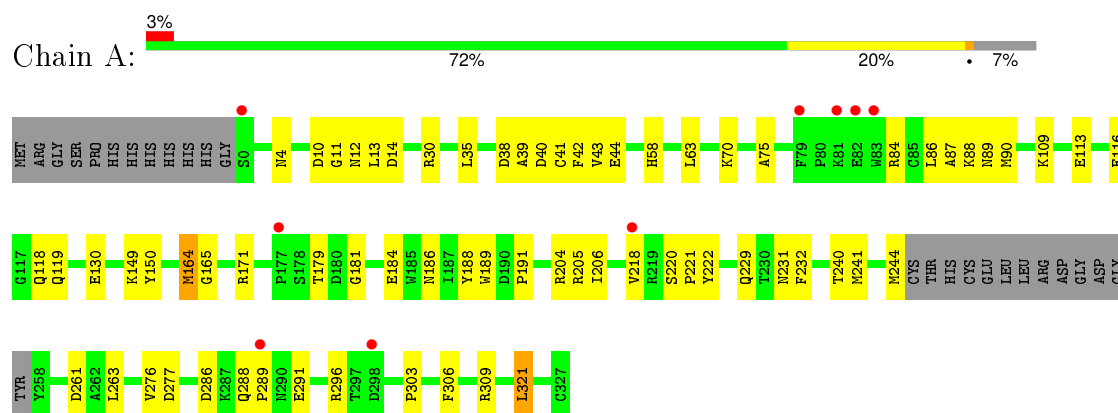 3%
Chain A:
72% 20% • 7%
MET ARG GLY SER PRO HIS HIS HIS HIS HIS HIS GLY S0 N4 D10 G11 N12 L13 D14 R30 L35 D38 A39 D40 C41 F42 V43 E44 H58 L63 K70 A75 F79 P80 K81 E82 W83 R84 C85 L86 A87 K88 N89 M90 K109 E113
G117 Q118 Q119 E130 K149 Y150 M164 G165 R171 P177 S178 T179 D180 G181 E184 W185 N186 I187 Y188 W189 D190 P191 R204 R205 I206 V218 R219 S220 P221 Y222 Q229 T230 N231 F232 T240 M241 M244 CYS THR HIS CYS GLU LEU LEU ARG ASP GLY ASP GLY
TYR Y258 D261 A262 L263 V276 D277 D286 K287 Q288 P289 N290 E291 R296 T297 D298 P303 F306 R309 L321 C327